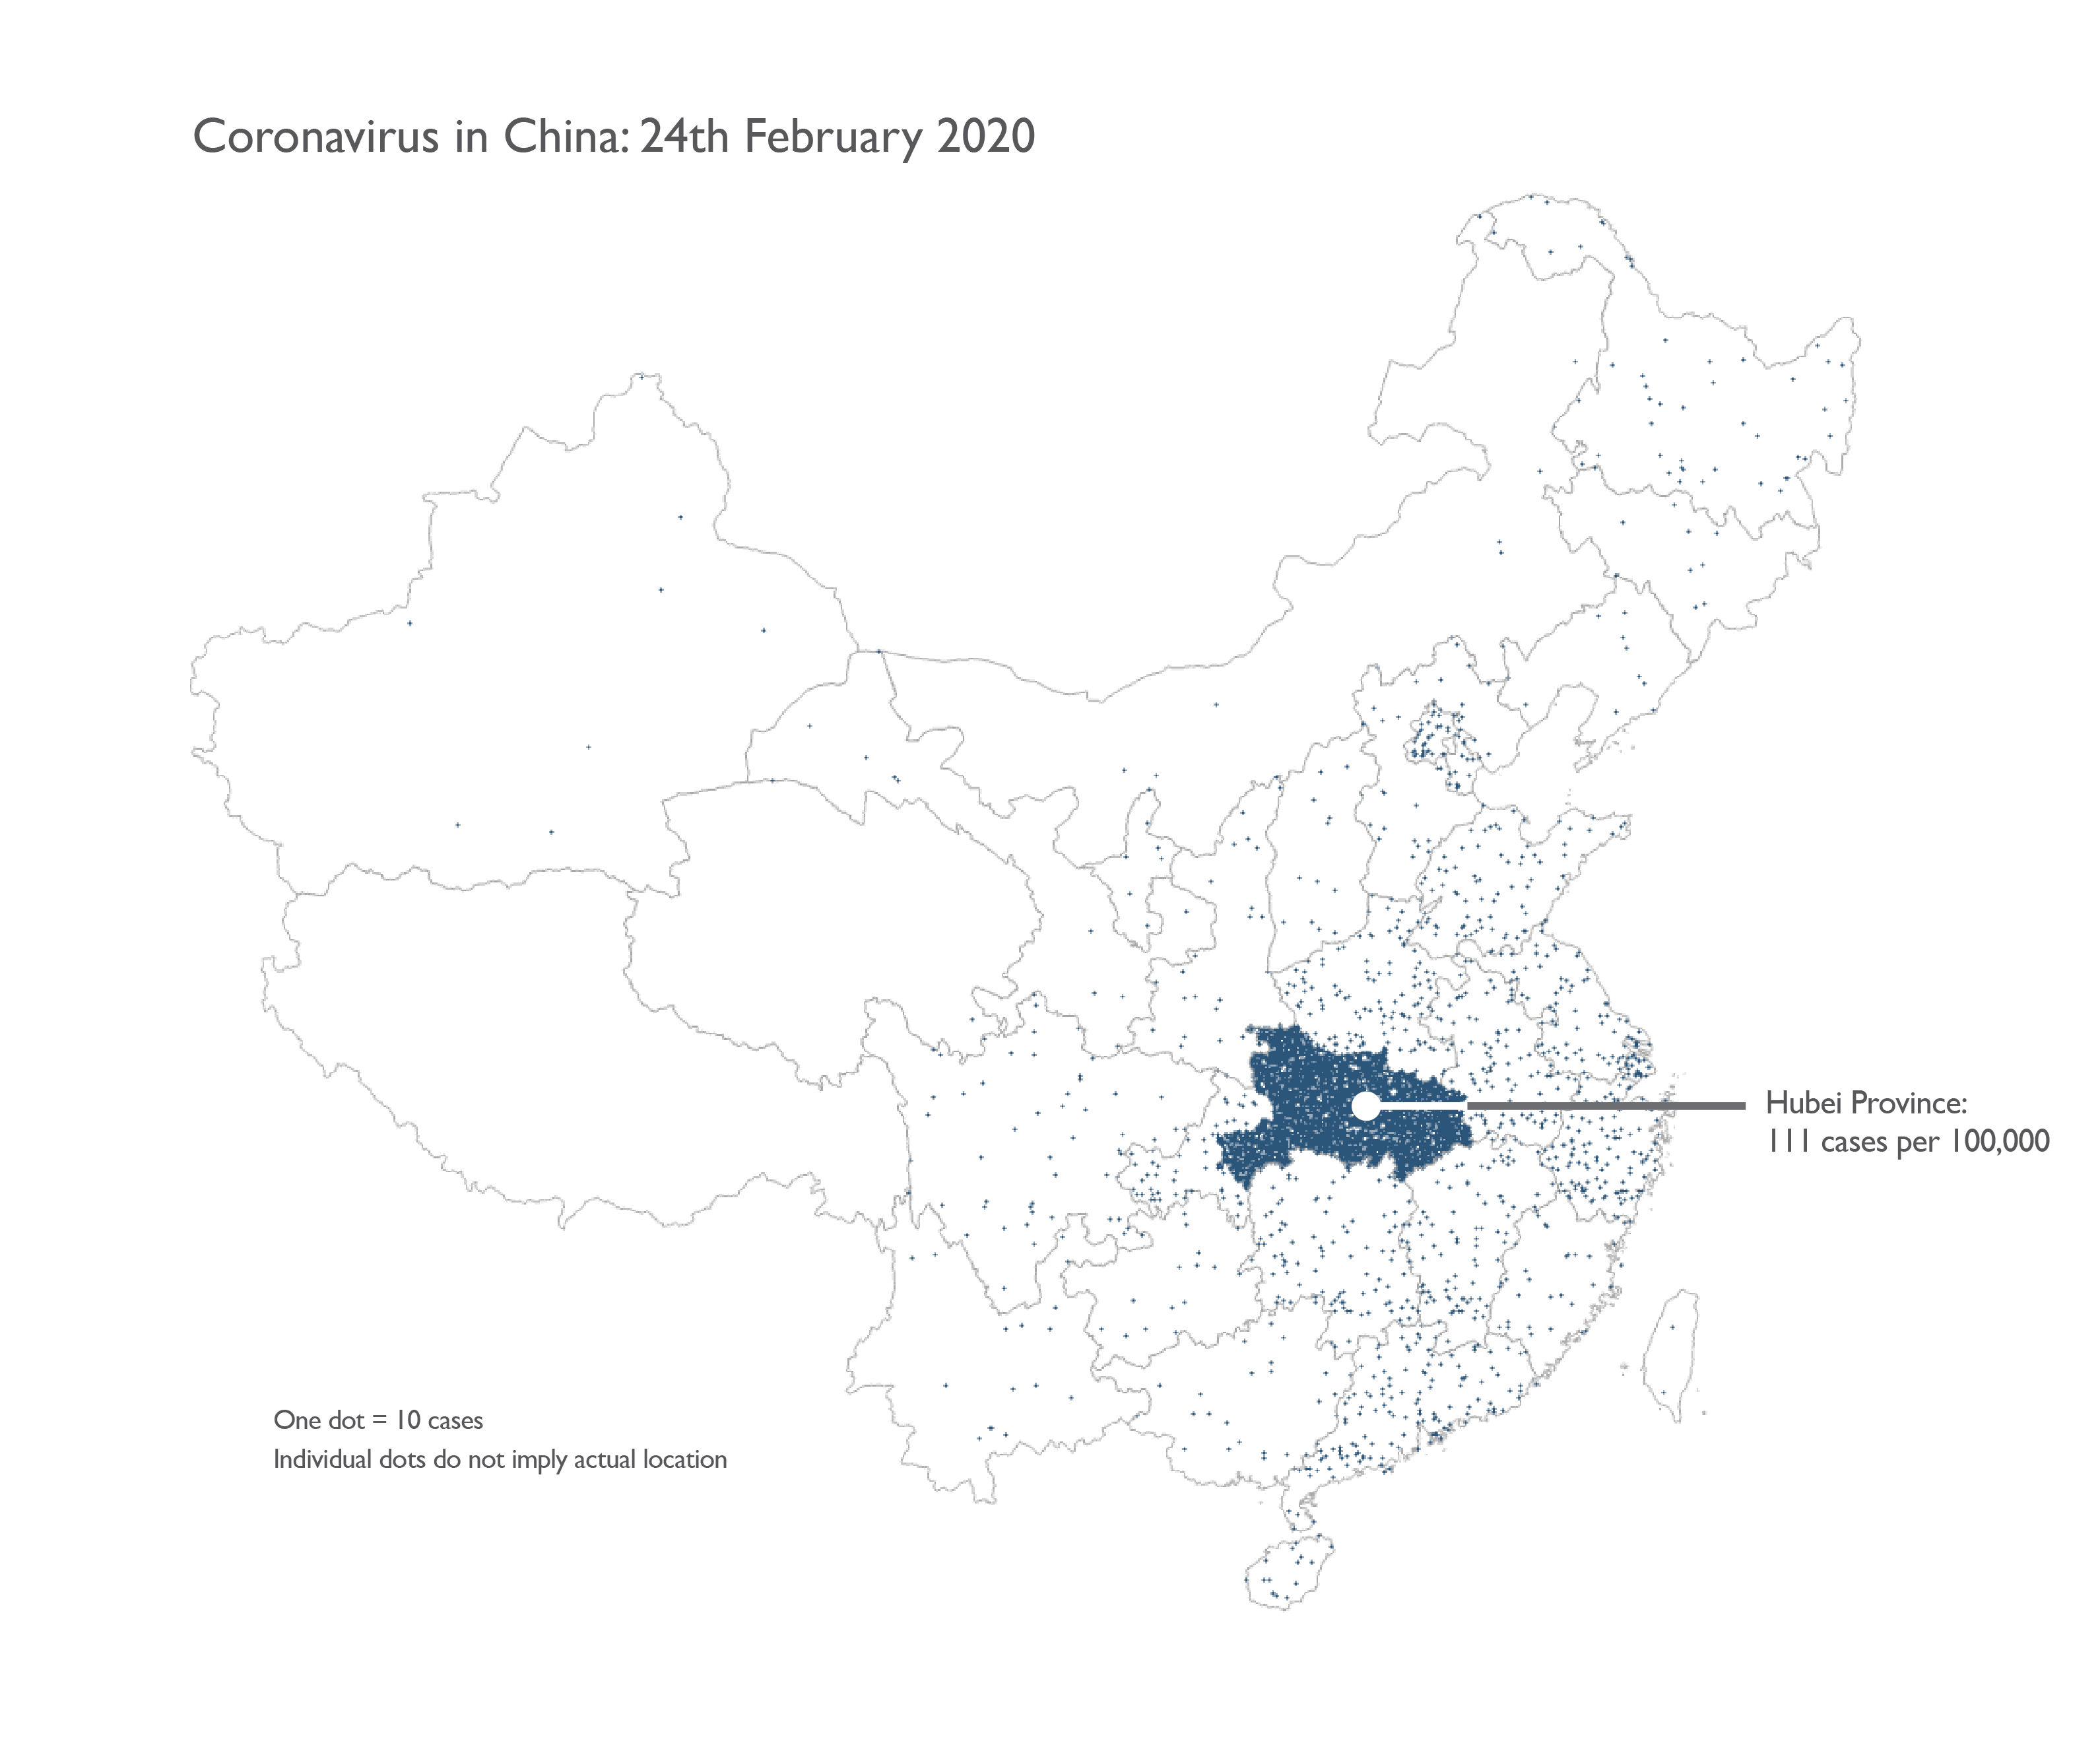 Coronavirus in China: 24th February 2020
Hubei Province:
111 cases per 100,000
One dot = 10 cases
Individual dots do not imply actual location